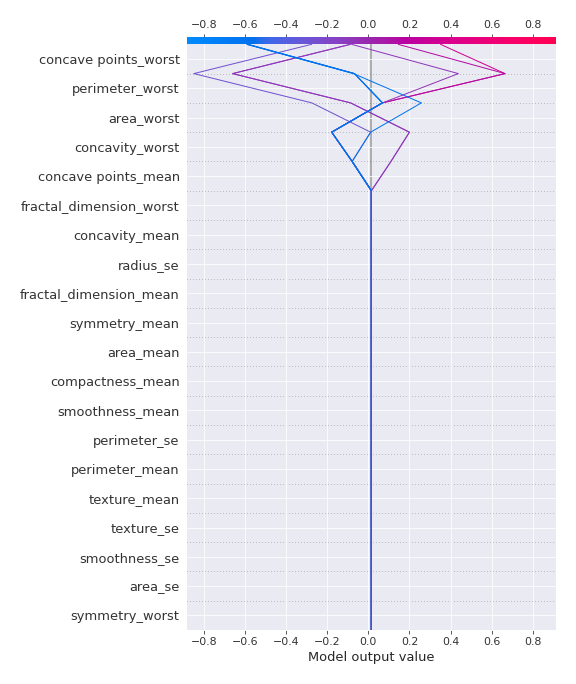 −0.8 −0.6 −0.4 −0.2 0.0 0.2 0.4 0.6 0.8
concave points_worst
perimeter_worst
area_worst
concavity_worst
concave points_mean
fractal_dimension_worst
concavity_mean
radius_se
fractal_dimension_mean
symmetry_mean
area_mean
compactness_mean
smoothness_mean
perimeter_se
perimeter_mean
texture_mean
texture_se
smoothness_se
area_se
symmetry_worst
−0.8 −0.6 −0.4 −0.2 0.0 0.2 0.4 0.6 0.8
Model output value